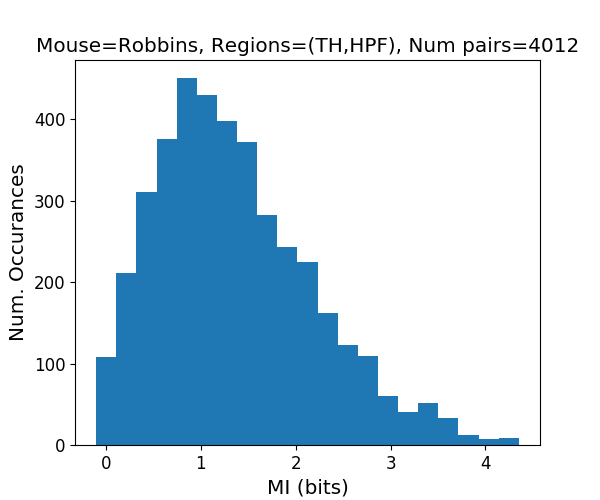 Mouse=Robbins, Regions=(TH,HPF), Num pairs=4012
Num. Occurances
400
300
200
100
0
0 1 2 3 4
MI (bits)